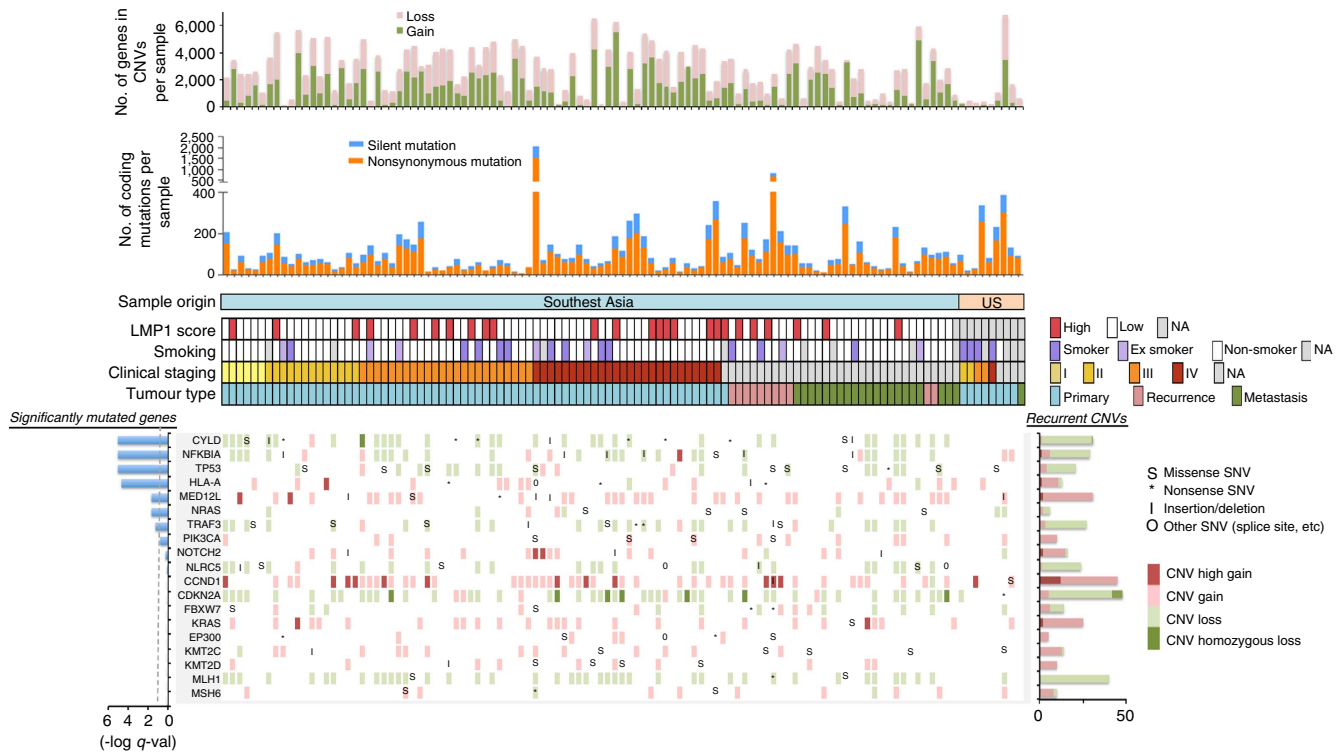 No. of genes in
CNVs
per sample
6,000
4,000
2,000
0
Loss
Gain
No. of coding
mutations per
sample
2,500
2,000
1,500
1,000
500
400
200
0
Silent mutation
Nonsynonymous mutation
Sample origin
Southest Asia
US
LMP1 score
High
Low
NA
Smoking
Smoker
Ex smoker
Non-smoker
NA
Clinical staging
I
II
III
IV
NA
Tumour type
Primary
Recurrence
Metastasis
Significantly mutated genes
Recurrent CNVs
CYLD S I * * * I * * * S I
NFKBIA I I I I S I
TP53 S S S S S S * S S
HLA-A * O * I *
MED12L I S * I I I
NRAS S S S S
TRAF3 S S S I S * * I S
PIK3CA S S S S
NOTCH2 I I I
NLRC5 I S S O I S O
CCND1 I S
CDKN2A *
FBXW7 S S * *
KRAS S
EP300 * S O * S
KMT2C I S S S S
KMT2D I S S S S
MLH1 S * S
MSH6 S * S
6 4 2 0
(-log q-val)
0 50
S Missense SNV
* Nonsense SNV
I Insertion/deletion
O Other SNV (splice site, etc)
CNV high gain
CNV gain
CNV loss
CNV homozygous loss